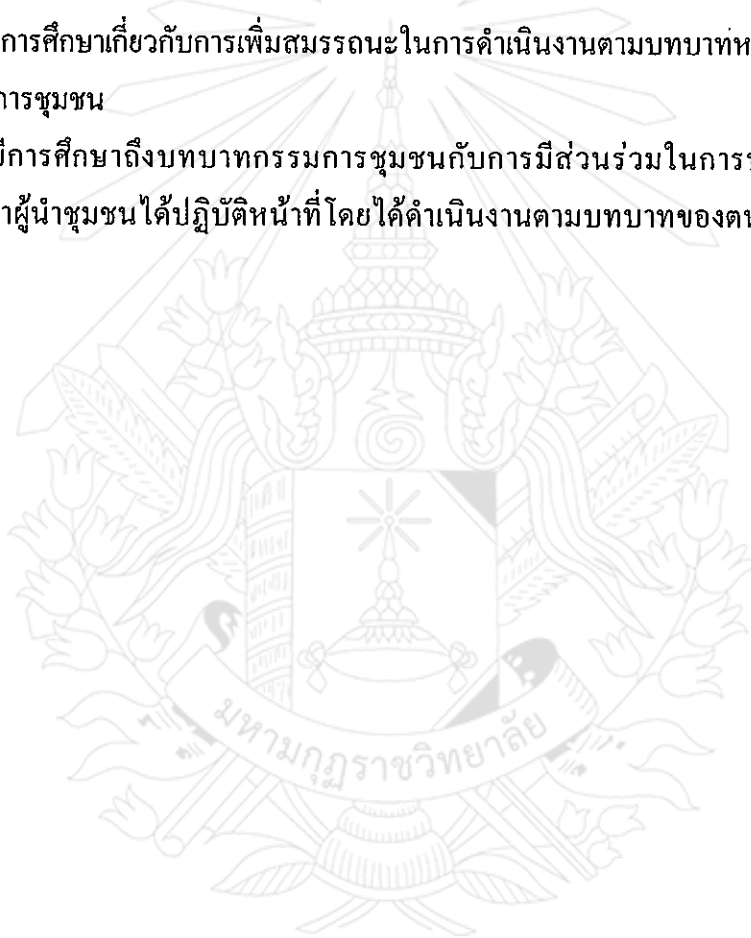 การศึกษาเกี่ยวกับการเพิ่มสมรรถนะในการดำเนินงานตามบทบาทห
การชุมชน
มีการศึกษาถึงบทบาทกรรมการชุมชนกับการมีส่วนร่วมในการ
าผู้นำชุมชนได้ปฏิบัติหน้าที่โดยได้ดำเนินงานตามบทบาทของตน
มหามกุฏราชวิทยาลัย